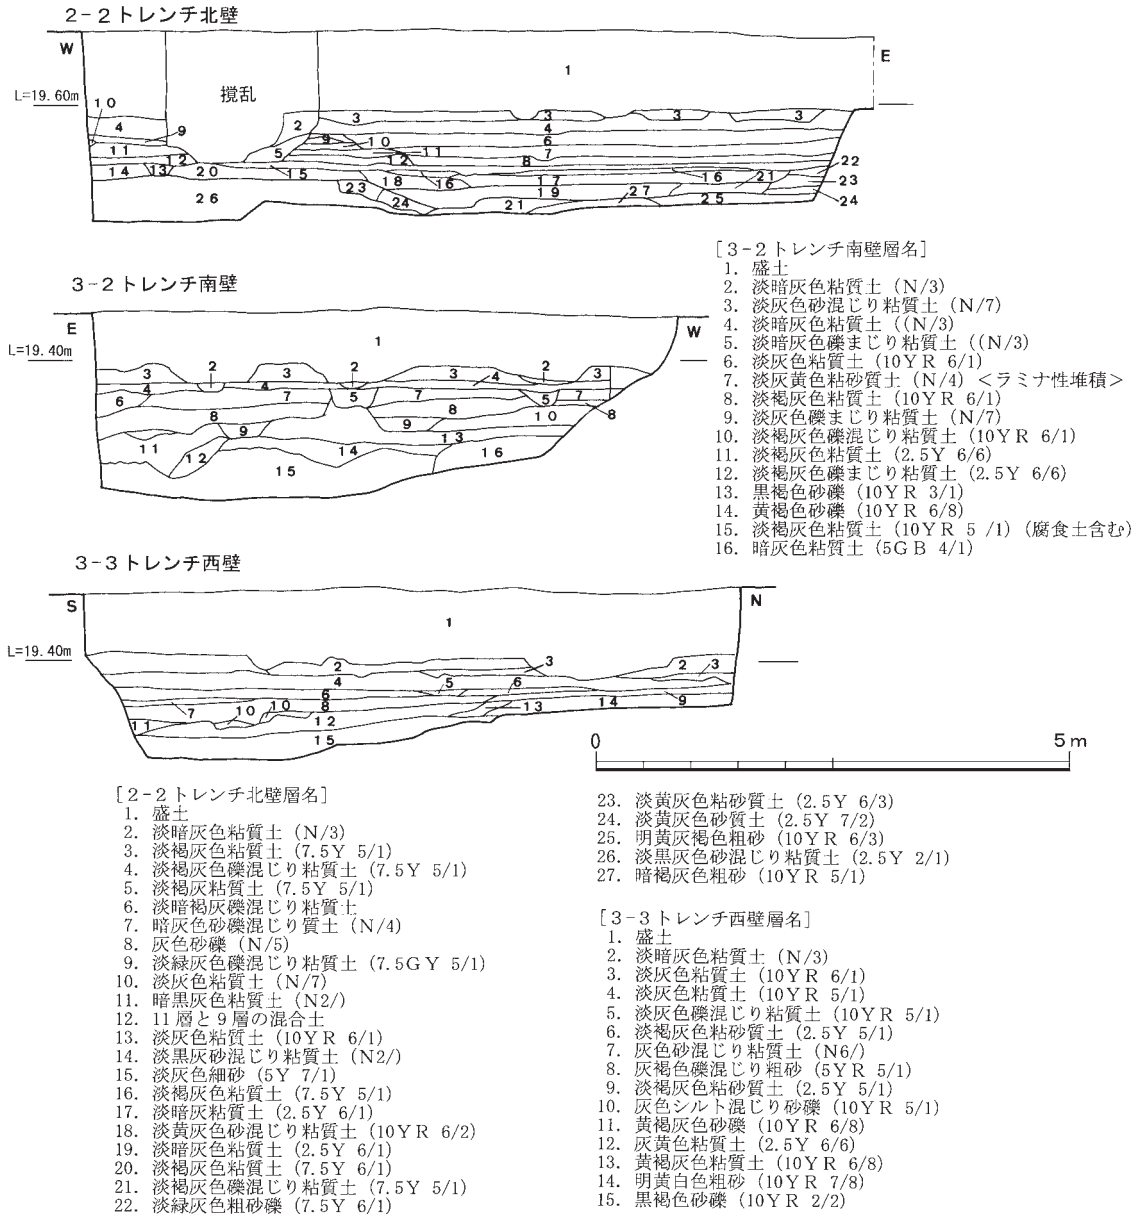 2-2トレンチ北壁
W
E
1
L=19.60m
撹乱
10
3
3
3
3
4
9
2
4
9
10
6
11
11
7
12
5
12
8
22
14
13
20
15
18
16
17
16
21
23
23
19
27
26
24
21
25
24
3-2トレンチ南壁
E
W
1
L=19.40m
3
2
3
2
3
4
2
3
4
4
6
7
5
7
5
7
8
8
10
8
9
9
13
11
12
14
16
15
[3-2トレンチ南壁層名]
1. 盛土
2. 淡暗灰色粘質土 (N/3)
3. 淡灰色砂混じり粘質土 (N/7)
4. 淡暗灰色粘質土 ((N/3)
5. 淡暗灰色礫まじり粘質土 ((N/3)
6. 淡灰色粘質土 (10YR 6/1)
7. 淡灰黄色粘砂質土 (N/4) <ラミナ性堆積>
8. 淡褐灰色粘質土 (10YR 6/1)
9. 淡灰色礫まじり粘質土 (N/7)
10. 淡褐灰色礫混じり粘質土 (10YR 6/1)
11. 淡褐灰色粘質土 (2.5Y 6/6)
12. 淡褐灰色礫まじり粘質土 (2.5Y 6/6)
13. 黒褐色砂礫 (10YR 3/1)
14. 黄褐色砂礫 (10YR 6/8)
15. 淡褐灰色粘質土 (10YR 5 /1) (腐食土含む)
16. 暗灰色粘質土 (5GB 4/1)
3-3トレンチ西壁
S
N
1
L=19.40m
2
3
2
3
4
5
6
6
9
7
10
10
8
13
14
11
12
15
0
5m
[2-2トレンチ北壁層名]
1. 盛土
2. 淡暗灰色粘質土 (N/3)
3. 淡褐灰色粘質土 (7.5Y 5/1)
4. 淡褐灰色礫混じり粘質土 (7.5Y 5/1)
5. 淡褐灰粘質土 (7.5Y 5/1)
6. 淡暗褐灰礫混じり粘質土
7. 暗灰色砂礫混じり質土 (N/4)
8. 灰色砂礫 (N/5)
9. 淡緑灰色礫混じり粘質土 (7.5GY 5/1)
10. 淡灰色粘質土 (N/7)
11. 暗黒灰色粘質土 (N2/)
12. 11層と9層の混合土
13. 淡灰色粘質土 (10YR 6/1)
14. 淡黒灰砂混じり粘質土 (N2/)
15. 淡灰色細砂 (5Y 7/1)
16. 淡褐灰色粘質土 (7.5Y 5/1)
17. 淡暗灰粘質土 (2.5Y 6/1)
18. 淡黄灰色砂混じり粘質土 (10YR 6/2)
19. 淡暗灰色粘質土 (2.5Y 6/1)
20. 淡褐灰色粘質土 (7.5Y 6/1)
21. 淡褐灰色礫混じり粘質土 (7.5Y 5/1)
22. 淡緑灰色粗砂礫 (7.5Y 6/1)
23. 淡黄灰色粘砂質土 (2.5Y 6/3)
24. 淡黄灰色砂質土 (2.5Y 7/2)
25. 明黄灰褐色粗砂 (10YR 6/3)
26. 淡黒灰色砂混じり粘質土 (2.5Y 2/1)
27. 暗褐灰色粗砂 (10YR 5/1)
[3-3トレンチ西壁層名]
1. 盛土
2. 淡暗灰色粘質土 (N/3)
3. 淡灰色粘質土 (10YR 6/1)
4. 淡灰色粘質土 (10YR 5/1)
5. 淡灰色礫混じり粘質土 (10YR 5/1)
6. 淡褐灰色粘砂質土 (2.5Y 5/1)
7. 灰色砂混じり粘質土 (N6/)
8. 灰褐色礫混じり粗砂 (5YR 5/1)
9. 淡褐灰色粘砂質土 (2.5Y 5/1)
10. 灰色シルト混じり砂礫 (10YR 5/1)
11. 黄褐灰色砂礫 (10YR 6/8)
12. 灰黄色粘質土 (2.5Y 6/6)
13. 黄褐灰色粘質土 (10YR 6/8)
14. 明黄白色粗砂 (10YR 7/8)
15. 黒褐色砂礫 (10YR 2/2)